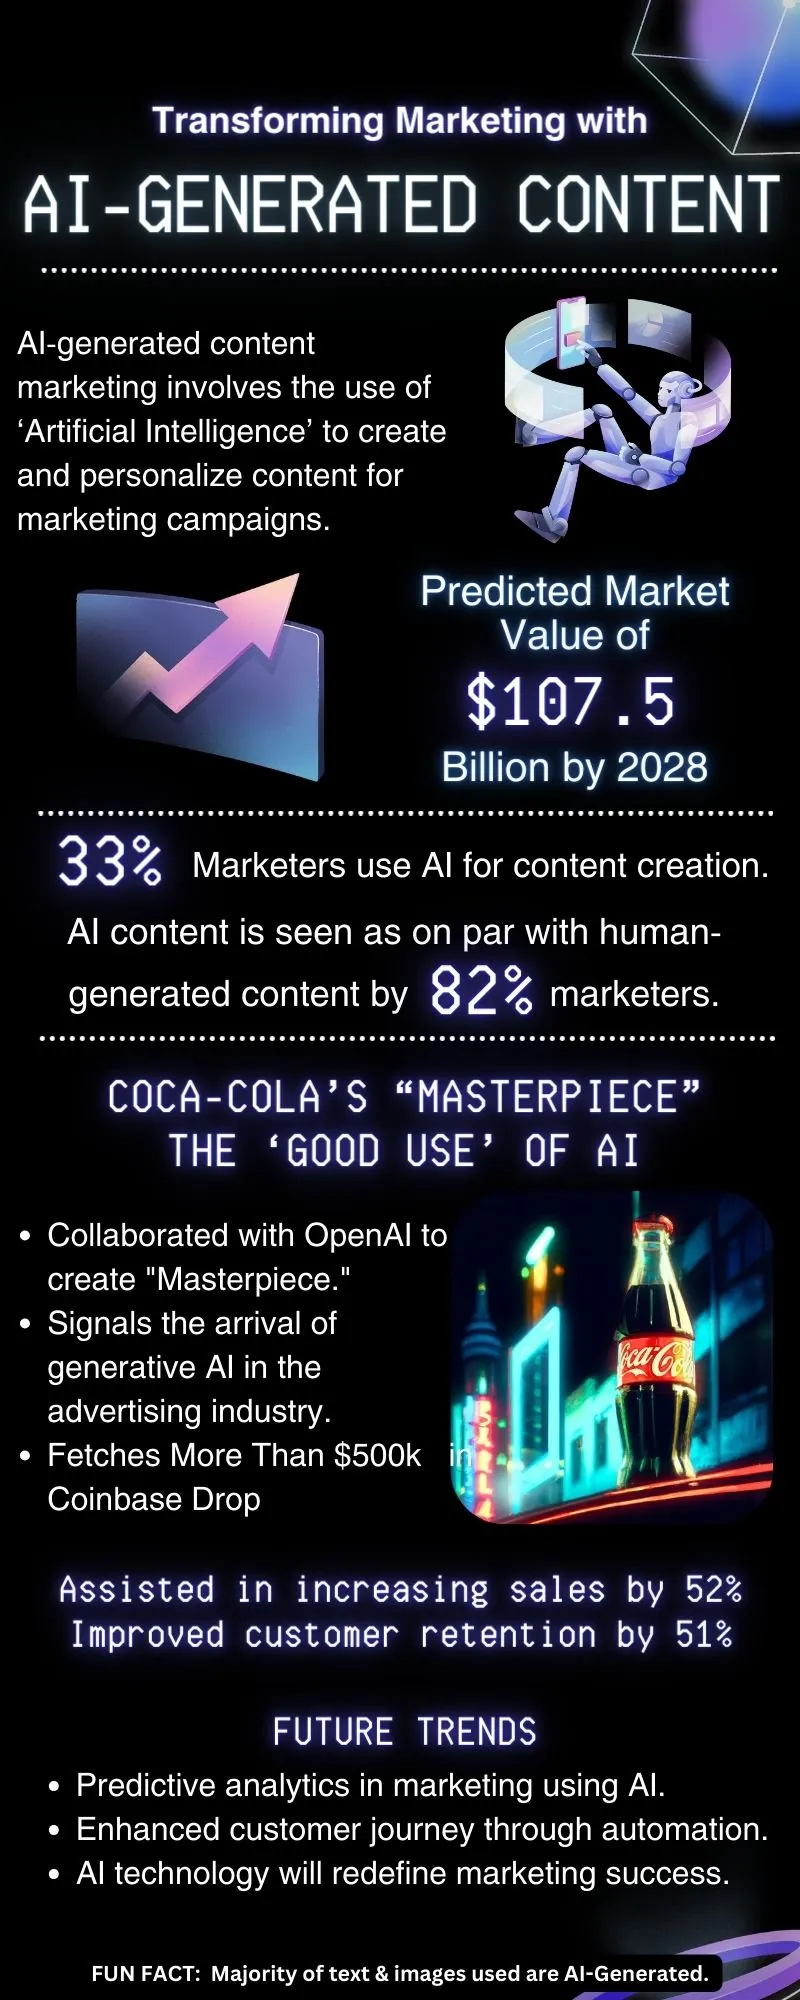 Transforming Marketing with
AI-GENERATED CONTENT
AI-generated content
marketing involves the use of
‘Artificial Intelligence’ to create
and personalize content for
marketing campaigns.
Predicted Market
Value of
$107.5
Billion by 2028
33% Marketers use AI for content creation.
AI content is seen as on par with human-
generated content by 82% marketers.
COCA-COLA’S “MASTERPIECE”
THE ‘GOOD USE’ OF AI
• Collaborated with OpenAI to
create "Masterpiece."
• Signals the arrival of
generative AI in the
advertising industry.
• Fetches More Than $500k in
Coinbase Drop
Coca-Cola
Assisted in increasing sales by 52%
Improved customer retention by 51%
FUTURE TRENDS
• Predictive analytics in marketing using AI.
• Enhanced customer journey through automation.
• AI technology will redefine marketing success.
FUN FACT: Majority of text & images used are AI-Generated.